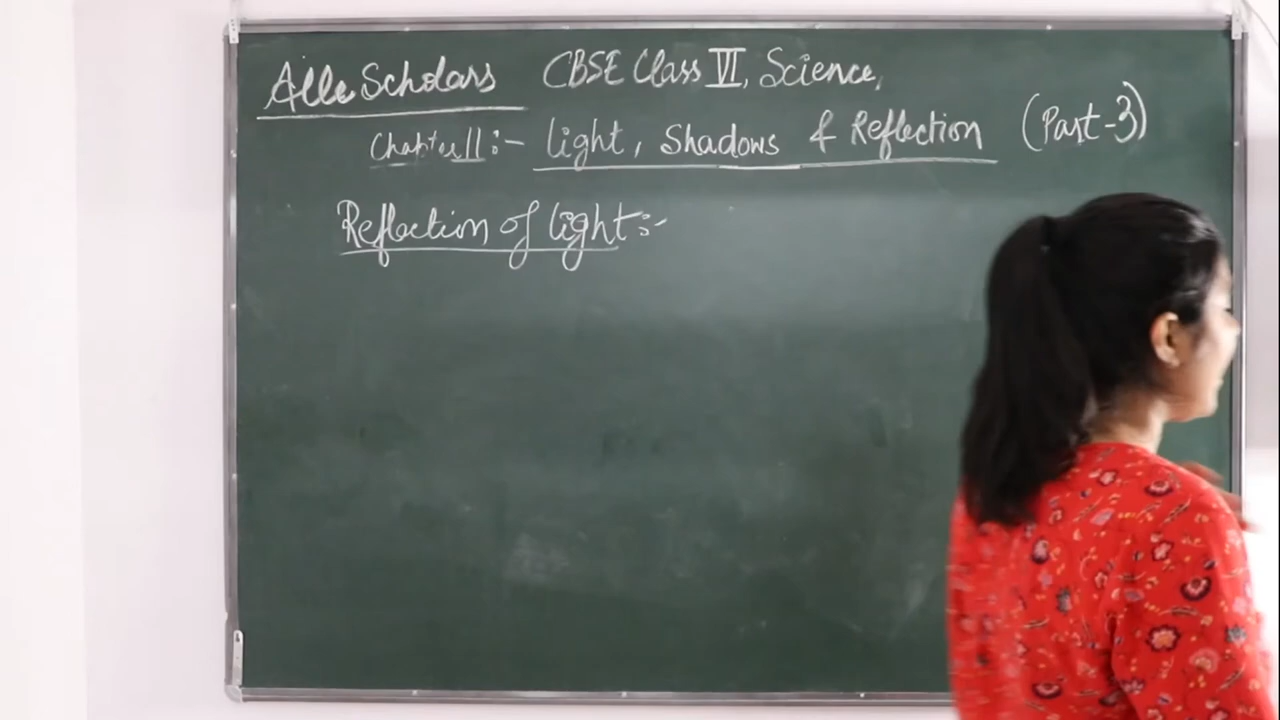 Alle Scholars CBSE Class VI, Science,
Chapter 11:- Light, Shadows & Reflection (Part-3)
Reflection of light:-